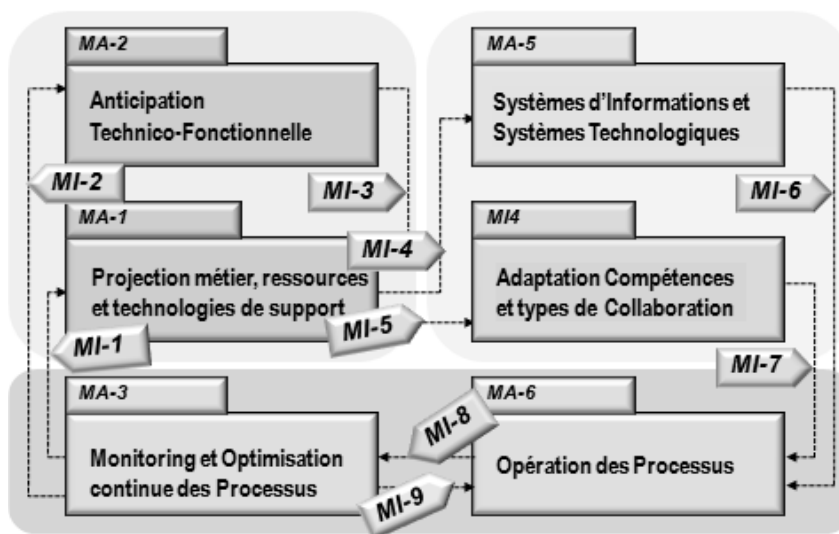 MA-2
Anticipation
Technico-Fonctionnelle
MI-2
MI-3
MA-1
Projection métier, ressources
et technologies de support
MI-4
MI-5
MI-1
MA-5
Systèmes d'Informations et
Systèmes Technologiques
MI-6
MI4
Adaptation Compétences
et types de Collaboration
MI-7
MA-3
Monitoring et Optimisation
continue des Processus
MI-8
MI-9
MA-6
Opération des Processus